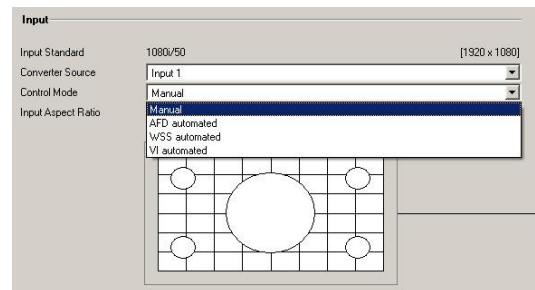 Input
Input Standard 1080i/50 [1920 x 1080]
Converter Source Input 1
Control Mode Manual
Input Aspect Ratio Manual
AFD automated
WSS automated
VI automated